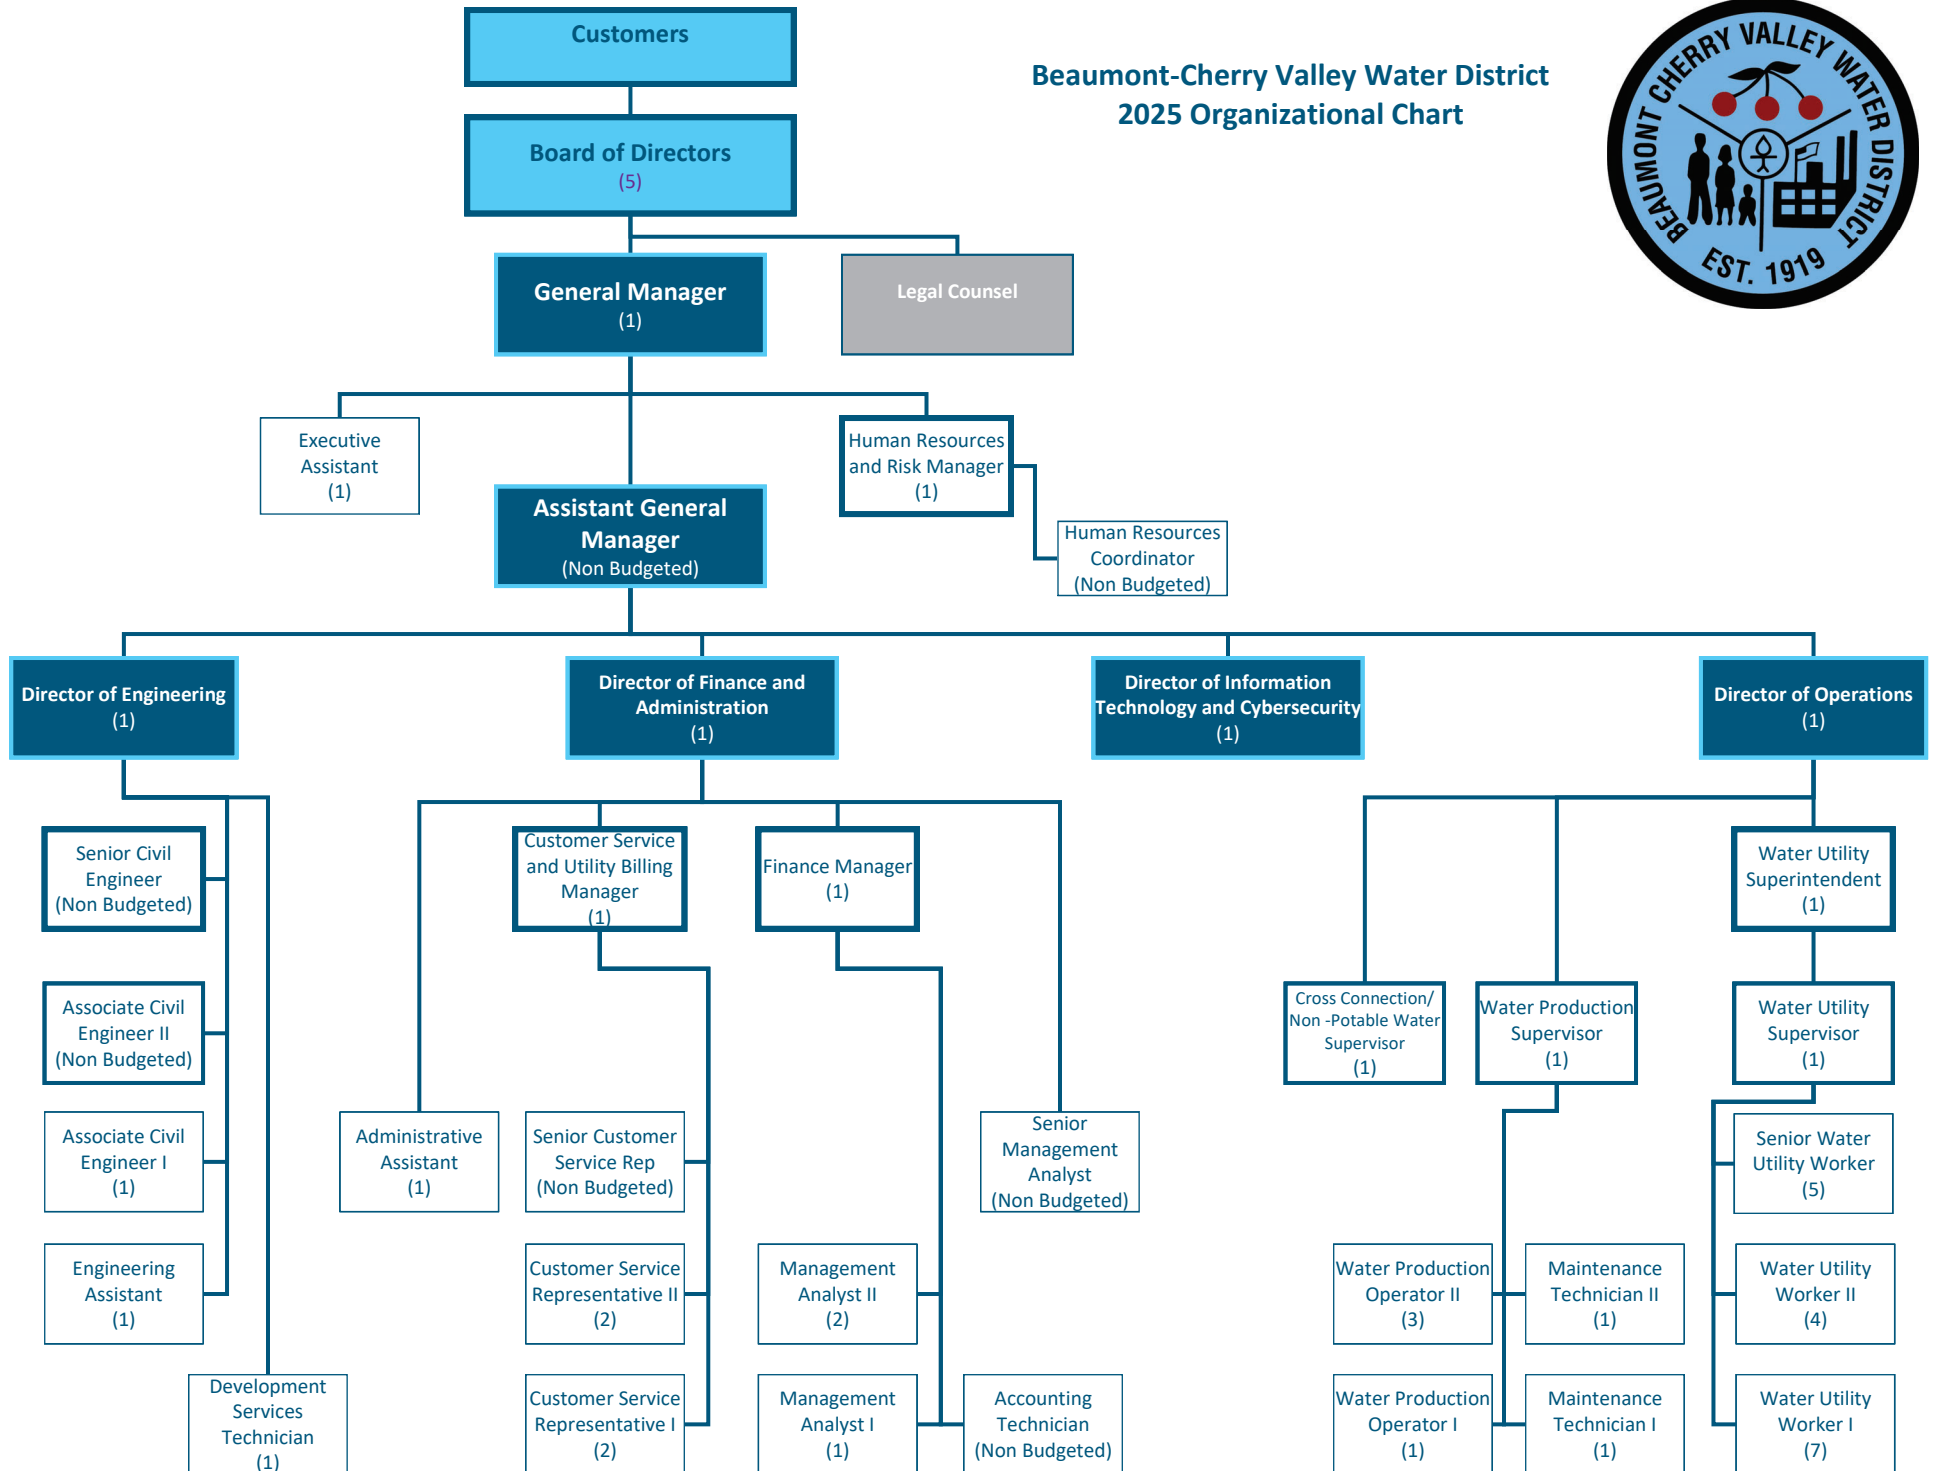 Customers
Beaumont-Cherry Valley Water District
2025 Organizational Chart
BEAUMONT CHERRY VALLEY WATER DISTRICT
EST. 1919
Board of Directors
(5)
General Manager
(1)
Legal Counsel
Executive
Assistant
(1)
Human Resources
and Risk Manager
(1)
Assistant General
Manager
(Non Budgeted)
Human Resources
Coordinator
(Non Budgeted)
Director of Engineering
(1)
Director of Finance and
Administration
(1)
Director of Information
Technology and Cybersecurity
(1)
Director of Operations
(1)
Senior Civil
Engineer
(Non Budgeted)
Customer Service
and Utility Billing
Manager
(1)
Finance Manager
(1)
Water Utility
Superintendent
(1)
Associate Civil
Engineer II
(Non Budgeted)
Cross Connection/
Non -Potable Water
Supervisor
(1)
Water Production
Supervisor
(1)
Water Utility
Supervisor
(1)
Associate Civil
Engineer I
(1)
Administrative
Assistant
(1)
Senior Customer
Service Rep
(Non Budgeted)
Senior
Management
Analyst
(Non Budgeted)
Senior Water
Utility Worker
(5)
Engineering
Assistant
(1)
Customer Service
Representative II
(2)
Management
Analyst II
(2)
Water Production
Operator II
(3)
Maintenance
Technician II
(1)
Water Utility
Worker II
(4)
Development
Services
Technician
(1)
Customer Service
Representative I
(2)
Management
Analyst I
(1)
Accounting
Technician
(Non Budgeted)
Water Production
Operator I
(1)
Maintenance
Technician I
(1)
Water Utility
Worker I
(7)